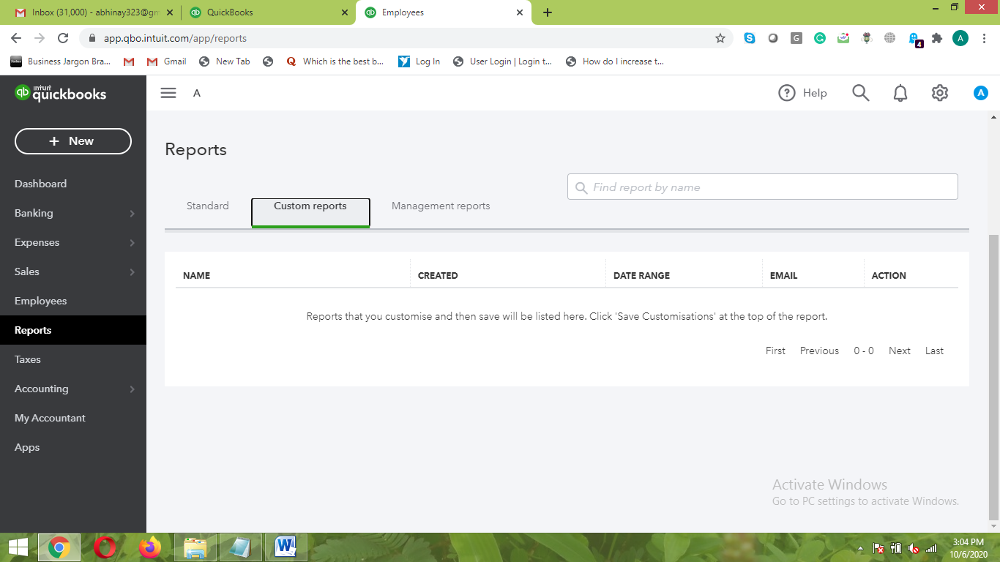 Inbox (31,000) - abhinay323@gm
QuickBooks
Employees
app.qbo.intuit.com/app/reports
4
A
Business Jargon Bra...
Gmail
New Tab
Which is the best b...
Log In
User Login | Login t...
How do I increase t...
intuit
quickbooks
A
Help
A
+ New
Dashboard
Banking
Expenses
Sales
Employees
Reports
Taxes
Accounting
My Accountant
Apps
Reports
Find report by name
Standard
Custom reports
Management reports
NAME
CREATED
DATE RANGE
EMAIL
ACTION
Reports that you customise and then save will be listed here. Click 'Save Customisations' at the top of the report.
First Previous 0 - 0 Next Last
Activate Windows
Go to PC settings to activate Windows.
3:04 PM
10/6/2020